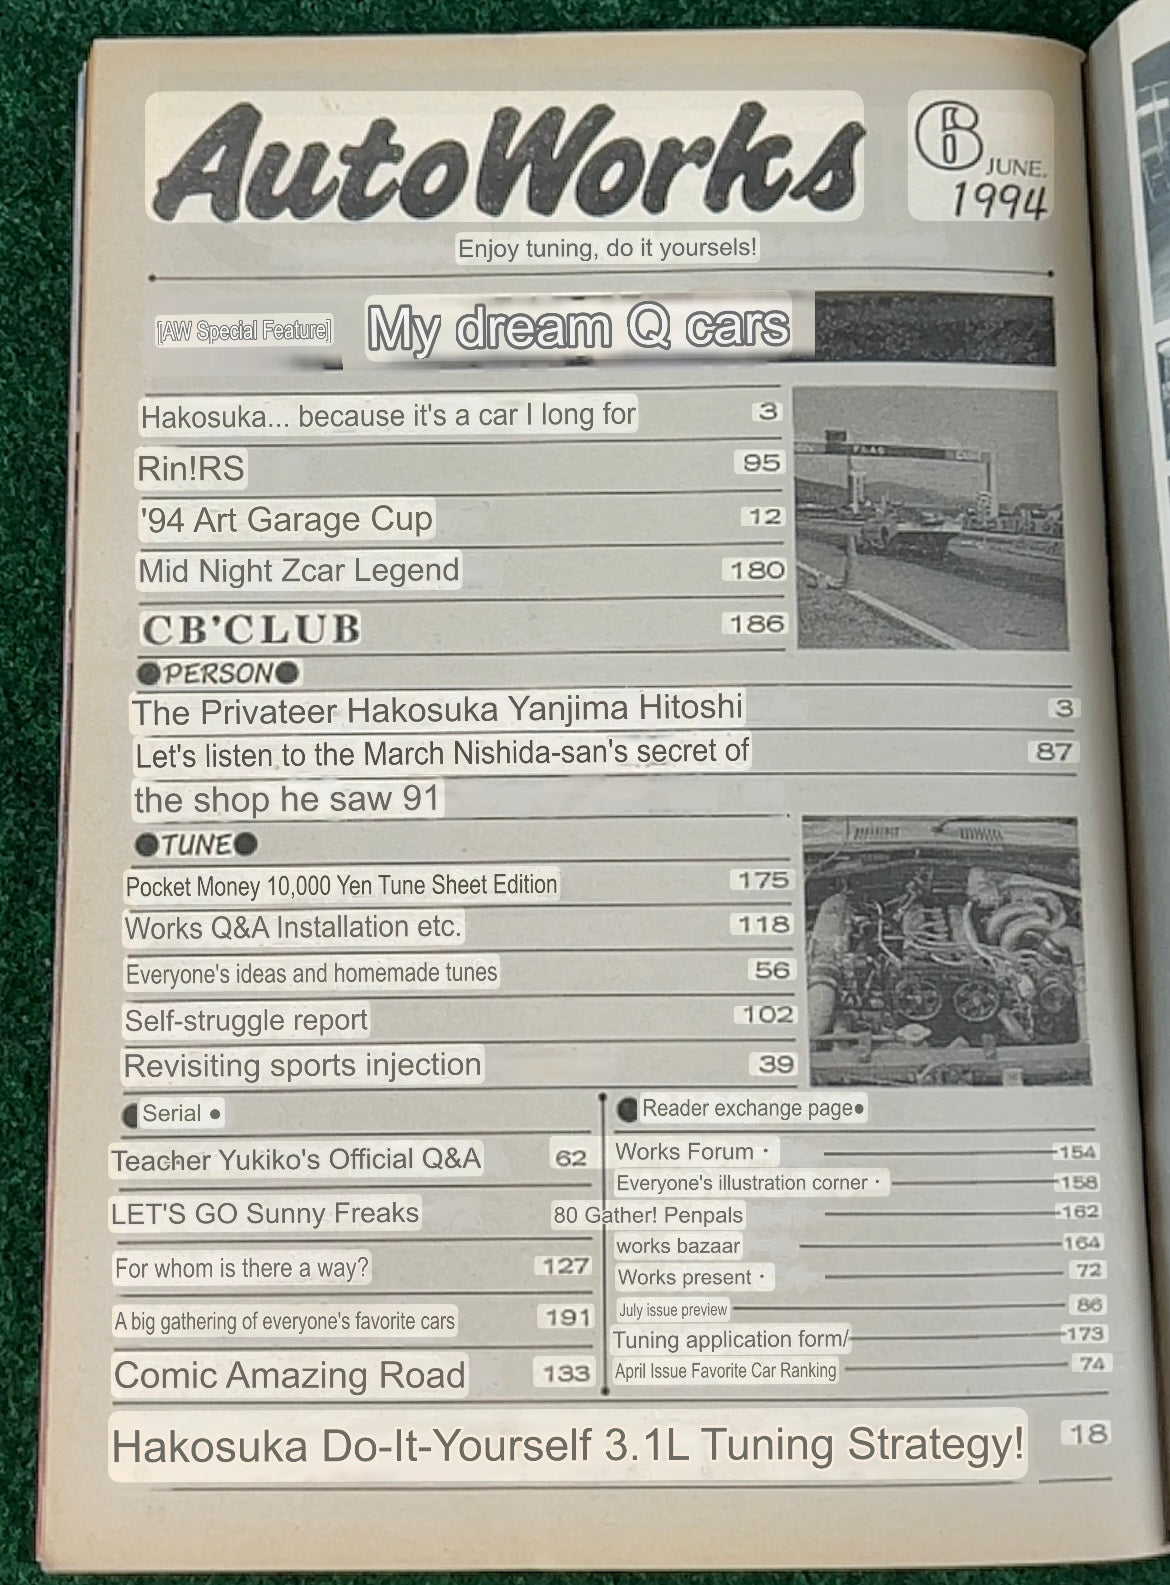 AutoWorks
6 JUNE. 1994
Enjoy tuning, do it yoursels!
[AW Special Feature] My dream Q cars
Hakosuka... because it's a car I long for 3
Rin!RS 95
'94 Art Garage Cup 12
Mid Night Zcar Legend 180
CB'CLUB 186
●PERSON●
The Privateer Hakosuka Yanjima Hitoshi 3
Let's listen to the March Nishida-san's secret of 87
the shop he saw 91
●TUNE●
Pocket Money 10,000 Yen Tune Sheet Edition 175
Works Q&A Installation etc. 118
Everyone's ideas and homemade tunes 56
Self-struggle report 102
Revisiting sports injection 39
● Serial ●
Teacher Yukiko's Official Q&A 62
LET'S GO Sunny Freaks 80
For whom is there a way? 127
A big gathering of everyone's favorite cars 191
Comic Amazing Road 133
● Reader exchange page●
Works Forum · 154
Everyone's illustration corner · 158
Gather! Penpals 162
works bazaar 164
Works present · 72
July issue preview 86
Tuning application form/ 173
April Issue Favorite Car Ranking 74
Hakosuka Do-It-Yourself 3.1L Tuning Strategy! 18